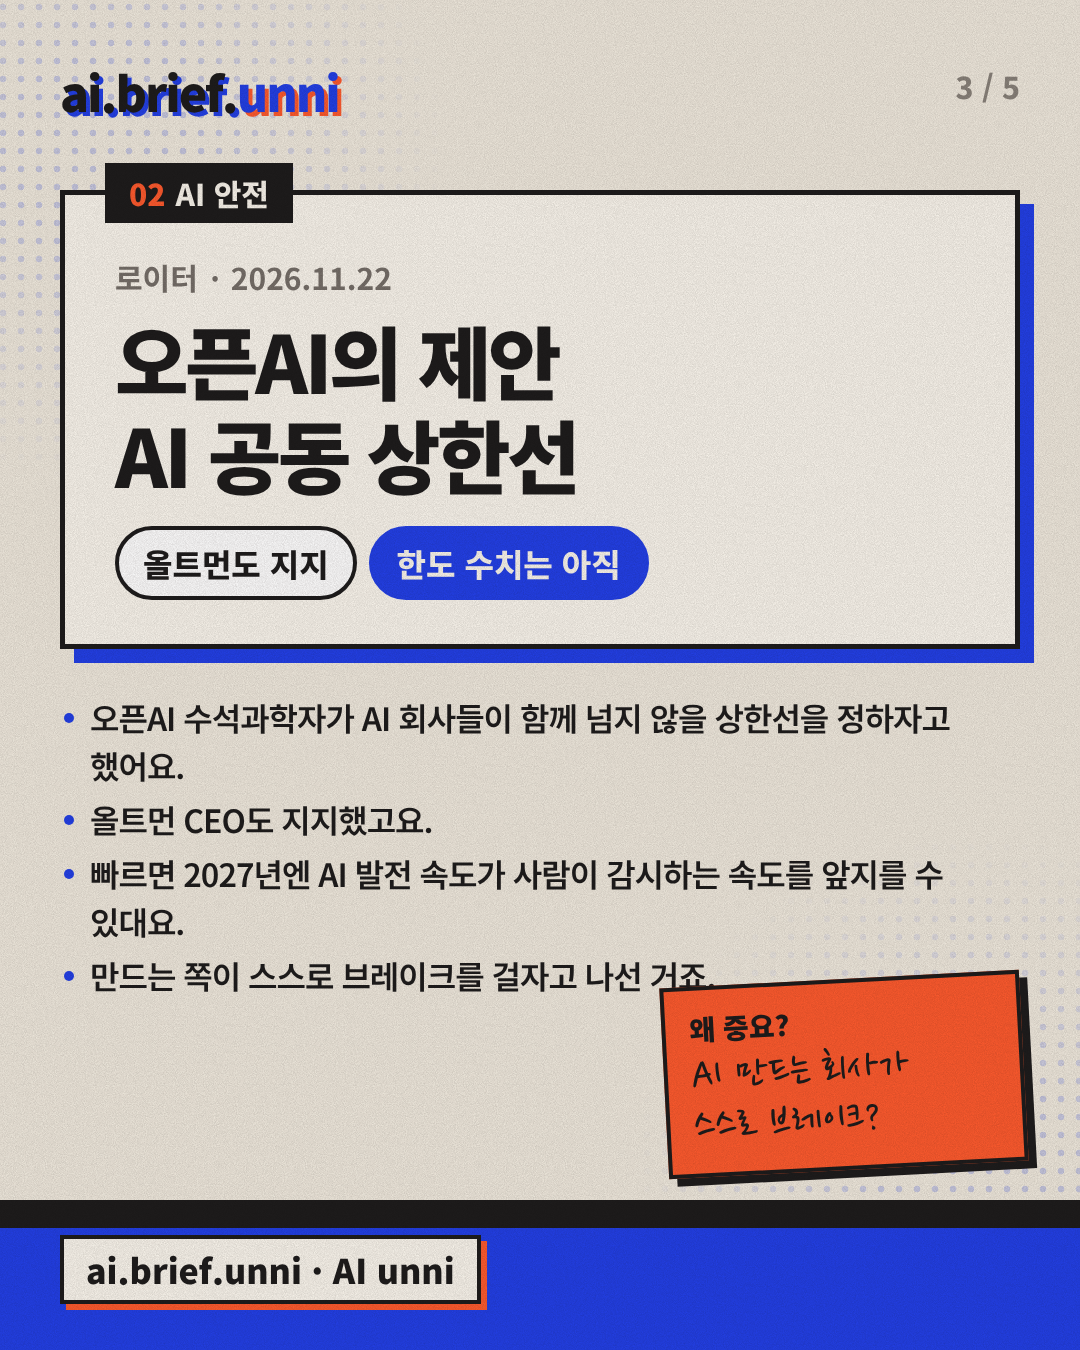 ai.brief.unni
3 / 5
02 AI 안전
로이터 · 2026.11.22
오픈AI의 제안
AI 공동 상한선
올트먼도 지지
한도 수치는 아직
• 오픈AI 수석과학자가 AI 회사들이 함께 넘지 않을 상한선을 정하자고
했어요.
• 올트먼 CEO도 지지했고요.
• 빠르면 2027년엔 AI 발전 속도가 사람이 감시하는 속도를 앞지를 수
있대요.
• 만드는 쪽이 스스로 브레이크를 걸자고 나선 거죠.
왜 중요?
AI 만드는 회사가
스스로 브레이크?
ai.brief.unni · AI unni